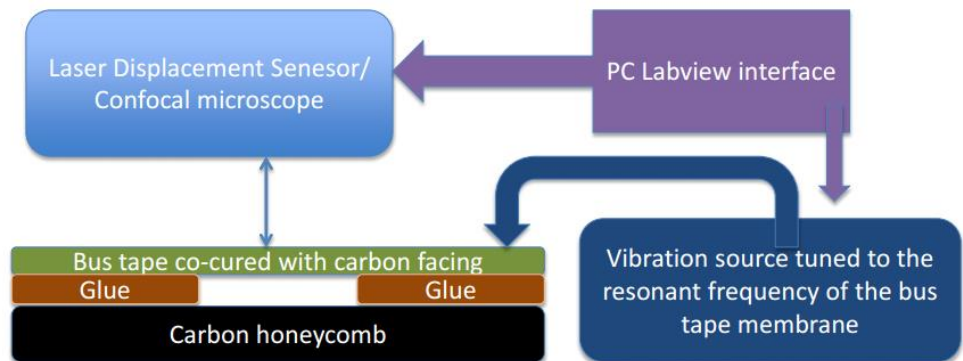 Laser Displacement Senesor/
Confocal microscope
PC Labview interface
Bus tape co-cured with carbon facing
Glue
Glue
Carbon honeycomb
Vibration source tuned to the
resonant frequency of the bus
tape membrane